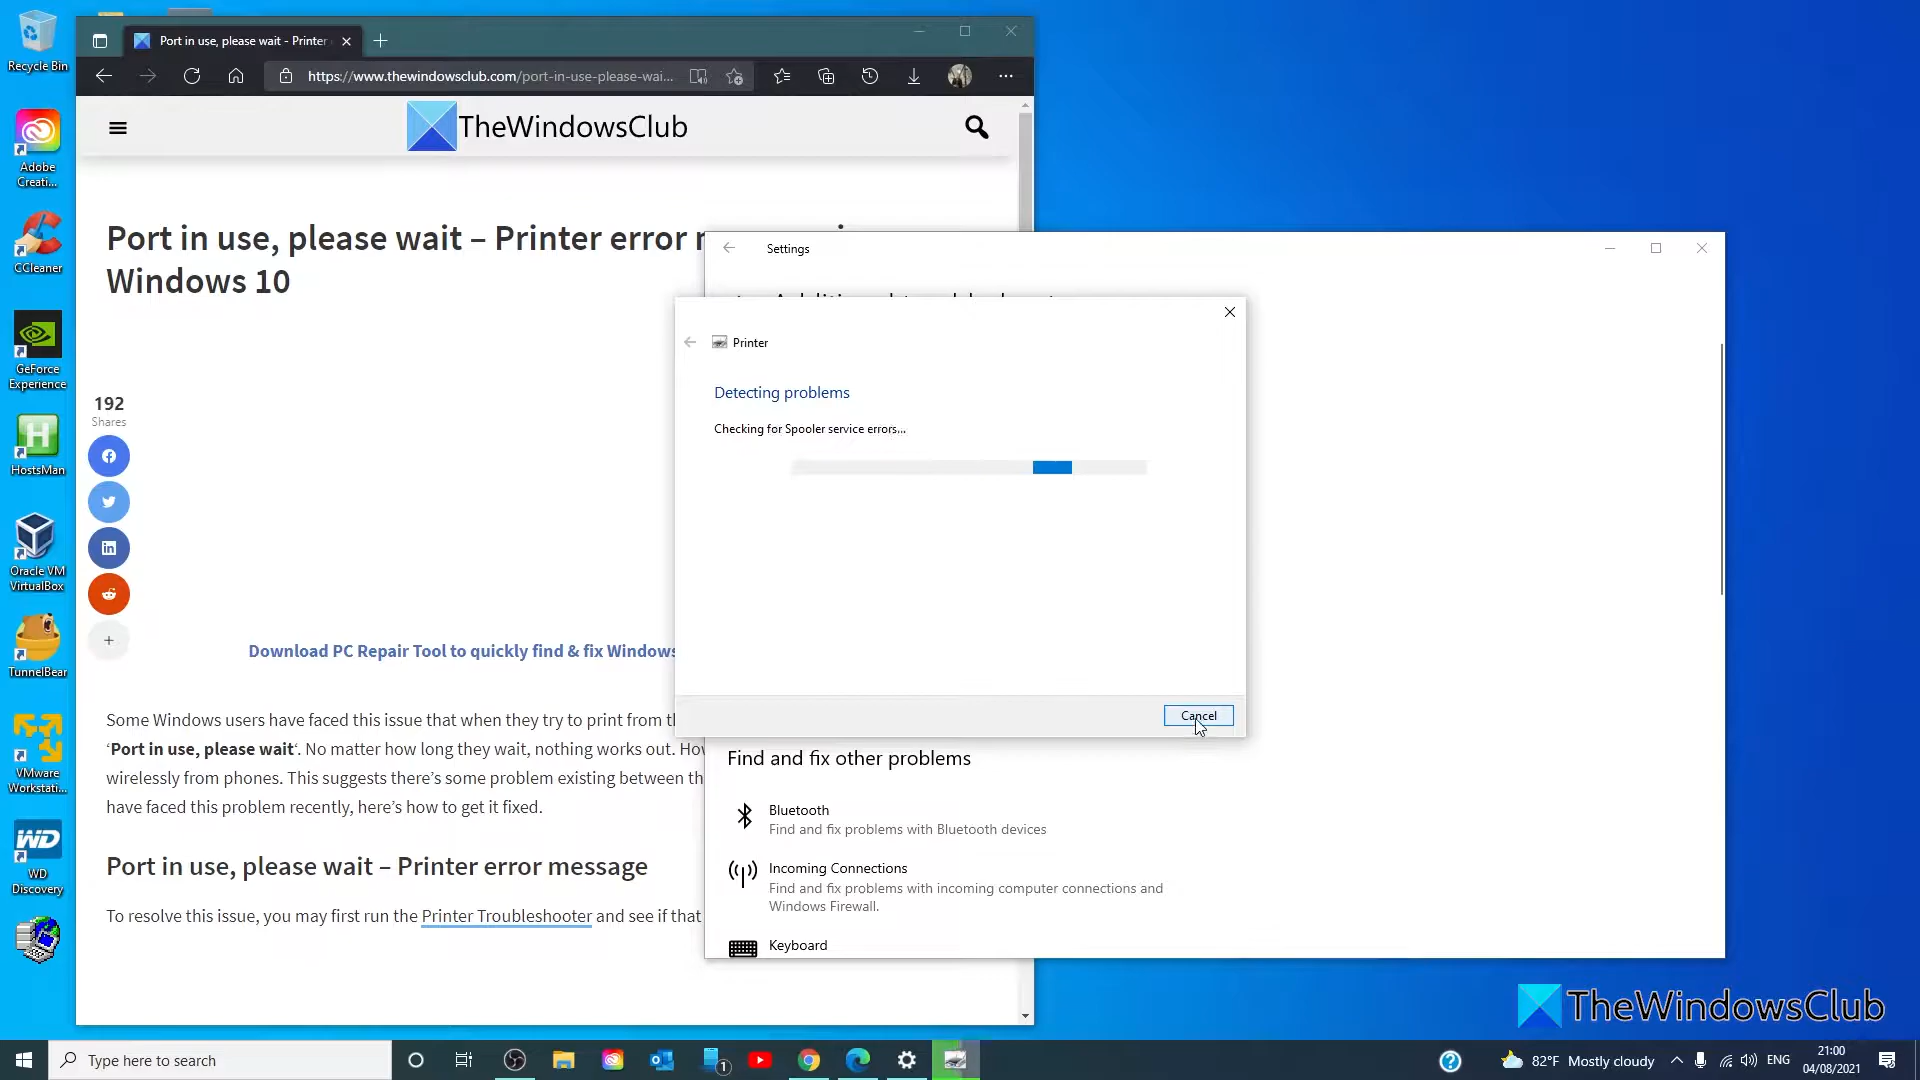 Recycle Bin
Adobe
Creati...
CCleaner
GeForce
Experience
HostsMan
Oracle VM
VirtualBox
TunnelBear
VMware
Workstati...
WD
WD
Discovery
Port in use, please wait - Printer
https://www.thewindowsclub.com/port-in-use-please-wai...
TheWindowsClub
Port in use, please wait – Printer error
Windows 10
192
Shares
Download PC Repair Tool to quickly find & fix Windows
Some Windows users have faced this issue that when they try to print from
‘Port in use, please wait‘. No matter how long they wait, nothing works out.
wirelessly from phones. This suggests there’s some problem existing between
have faced this problem recently, here’s how to get it fixed.
Port in use, please wait – Printer error message
To resolve this issue, you may first run the Printer Troubleshooter and see if that
Settings
Printer
Detecting problems
Checking for Spooler service errors...
Cancel
Find and fix other problems
Bluetooth
Find and fix problems with Bluetooth devices
Incoming Connections
Find and fix problems with incoming computer connections and
Windows Firewall.
Keyboard
TheWindowsClub
Type here to search
1
82°F Mostly cloudy
ENG
21:00
04/08/2021